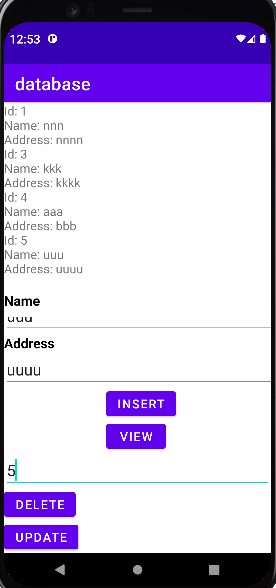 12:53
database
Id: 1
Name: nnn
Address: nnnn
Id: 3
Name: kkk
Address: kkkk
Id: 4
Name: aaa
Address: bbb
Id: 5
Name: uuu
Address: uuuu
Name
Address
uuuu
INSERT
VIEW
5
DELETE
UPDATE